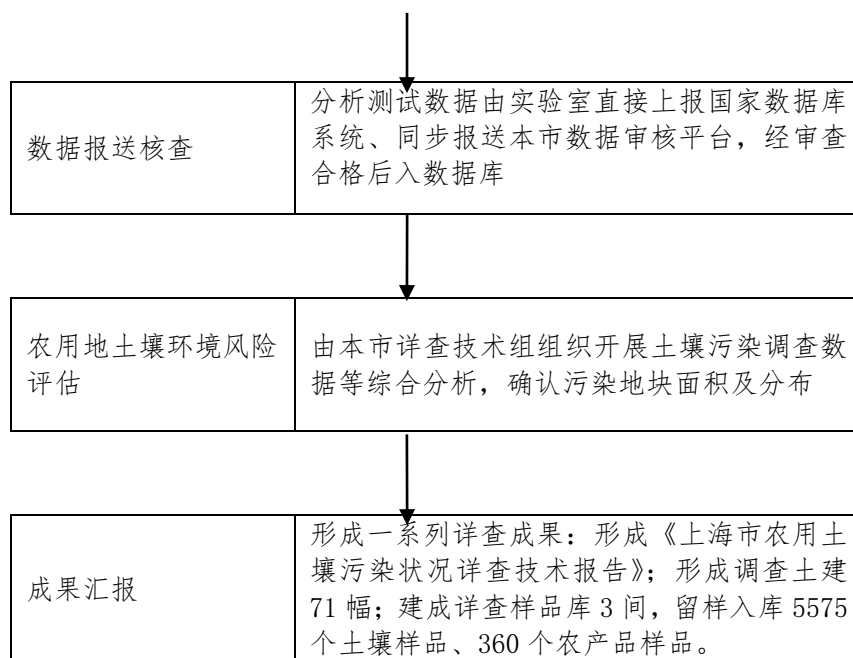 数据报送核查
分析测试数据由实验室直接上报国家数据库
系统、同步报送本市数据审核平台，经审查
合格后入数据库
农用地土壤环境风险
评估
由本市详查技术组组织开展土壤污染调查数
据等综合分析，确认污染地块面积及分布
成果汇报
形成一系列详查成果：形成《上海市农用土
壤污染状况详查技术报告》；形成调查土建
71 幅；建成详查样品库 3 间，留样入库 5575
个土壤样品、360 个农产品样品。